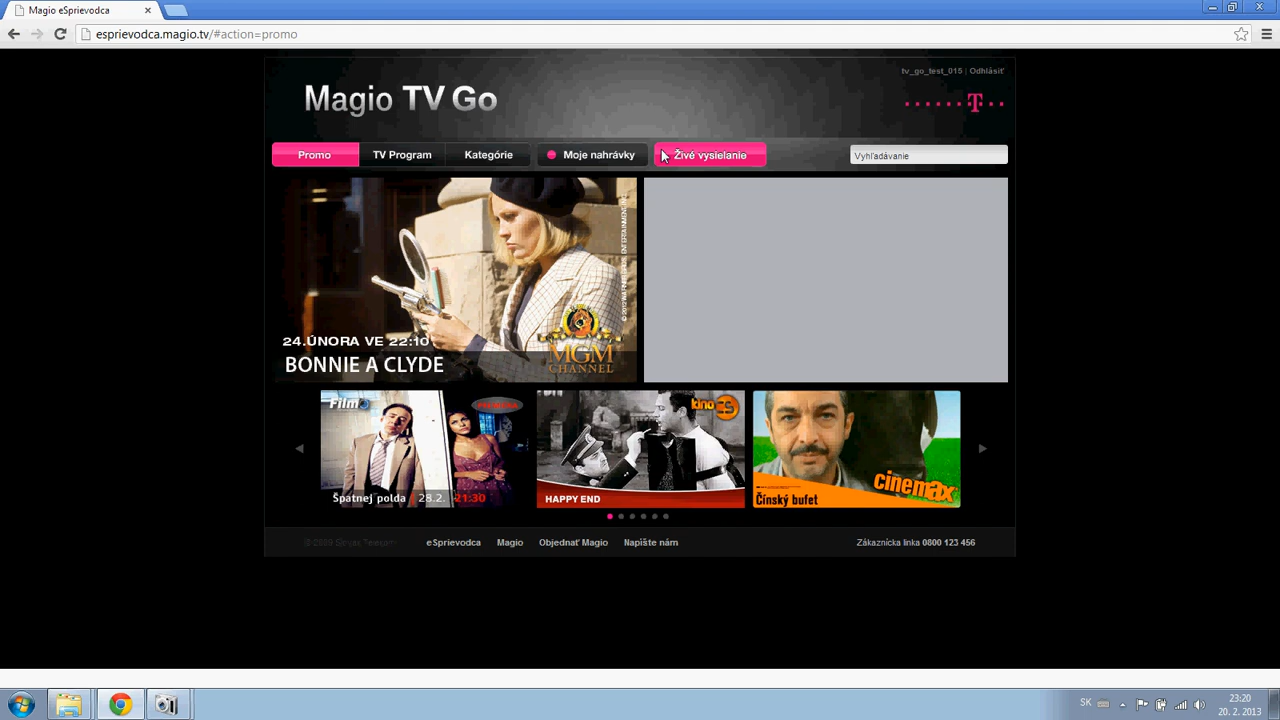 Magio eSprievodca
esprievodca.magio.tv/#action=promo
tv_go_test_015 | Odhlásiť
Magio TV Go
T
Promo
TV Program
Kategórie
Moje nahrávky
Živé vysielanie
Vyhľadávanie
24.ÚNORA VE 22:10
BONNIE A CLYDE
MGM
CHANNEL
Filmo
PREMIÉRA
Špatnej polda 28.2. 21:30
kino CS
HAPPY END
cinemax
Čínský bufet
eSprievodca
Magio
Objednať Magio
Napíšte nám
Zákaznícka linka 0800 123 456
SK
23:20
20. 2. 2013